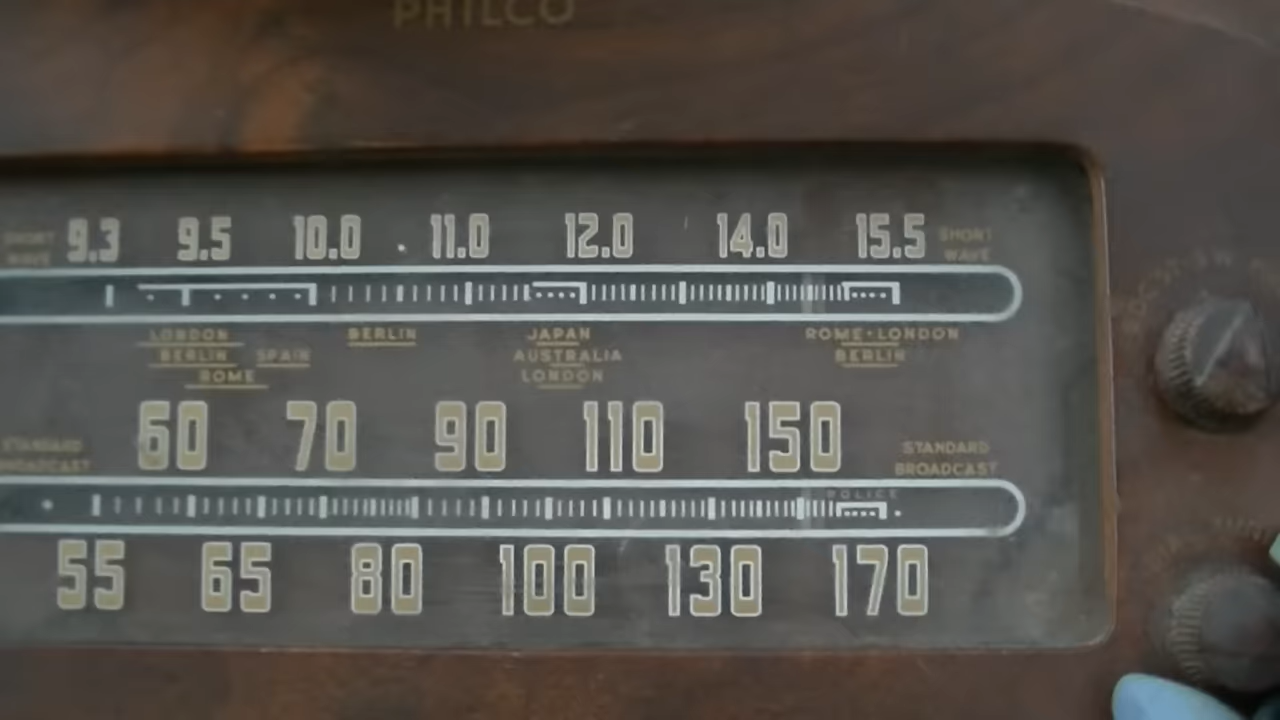 PHILCO
SHORT WAVE 9.3 9.5 10.0 11.0 12.0 14.0 15.5 SHORT WAVE
LONDON BERLIN JAPAN ROME·LONDON
BERLIN SPAIN AUSTRALIA BERLIN
ROME LONDON
60 70 90 110 150
STANDARD BROADCAST STANDARD BROADCAST
POLICE
55 65 80 100 130 170